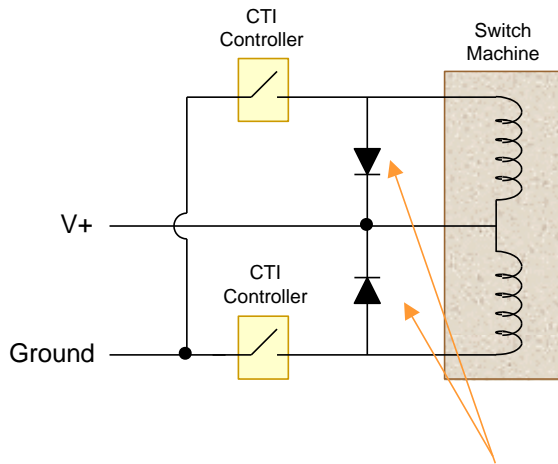 CTI
Controller
Switch
Machine
V+
CTI
Controller
Ground